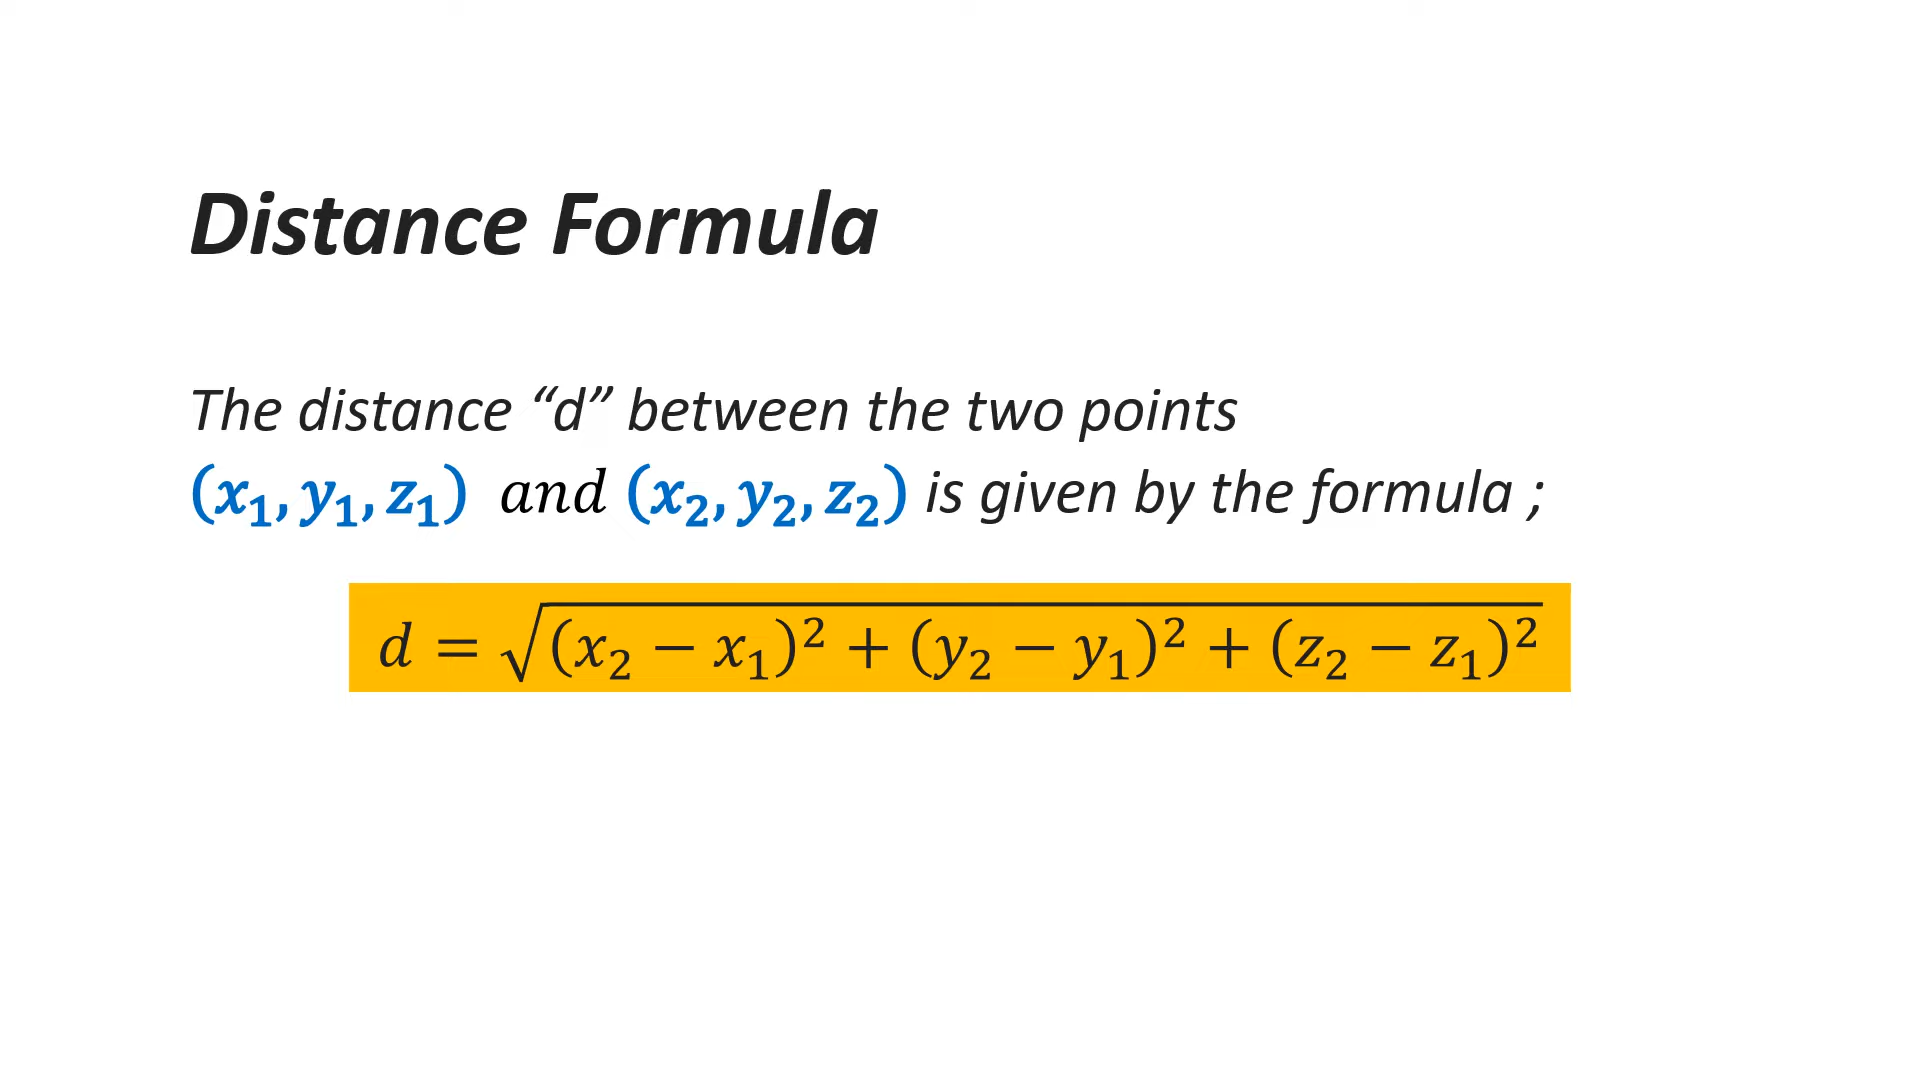 Distance Formula
The distance “d” between the two points
(x₁, y₁, z₁) and (x₂, y₂, z₂) is given by the formula ;
d = √(x₂ − x₁)² + (y₂ − y₁)² + (z₂ − z₁)²